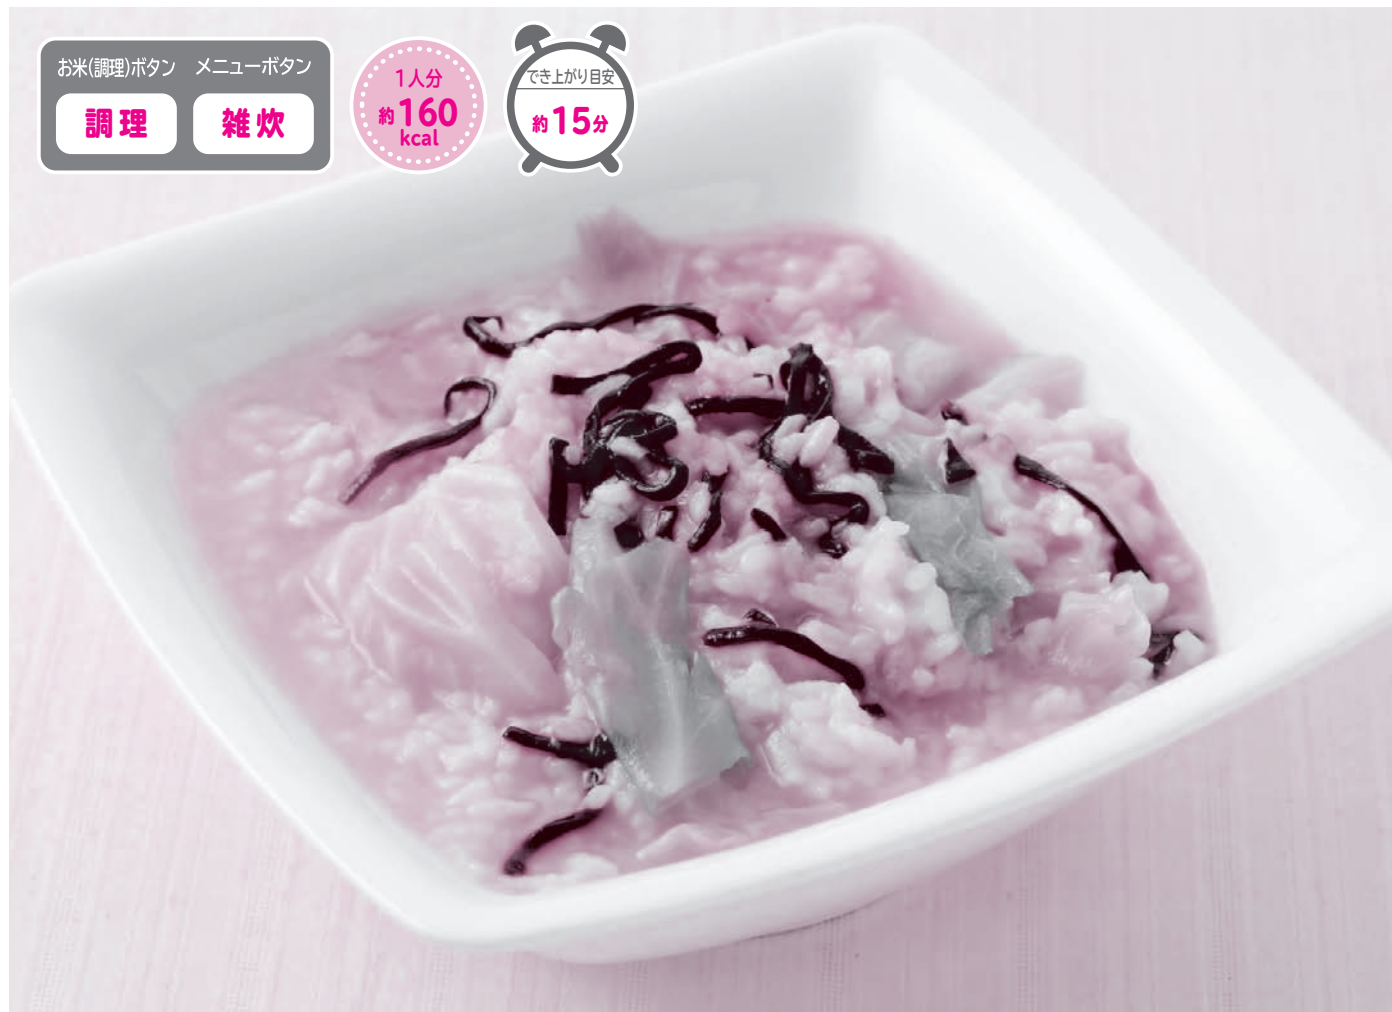 お米(調理)ボタン
メニューボタン
調理
雑炊
1人分
約160
kcal
でき上がり目安
約15分